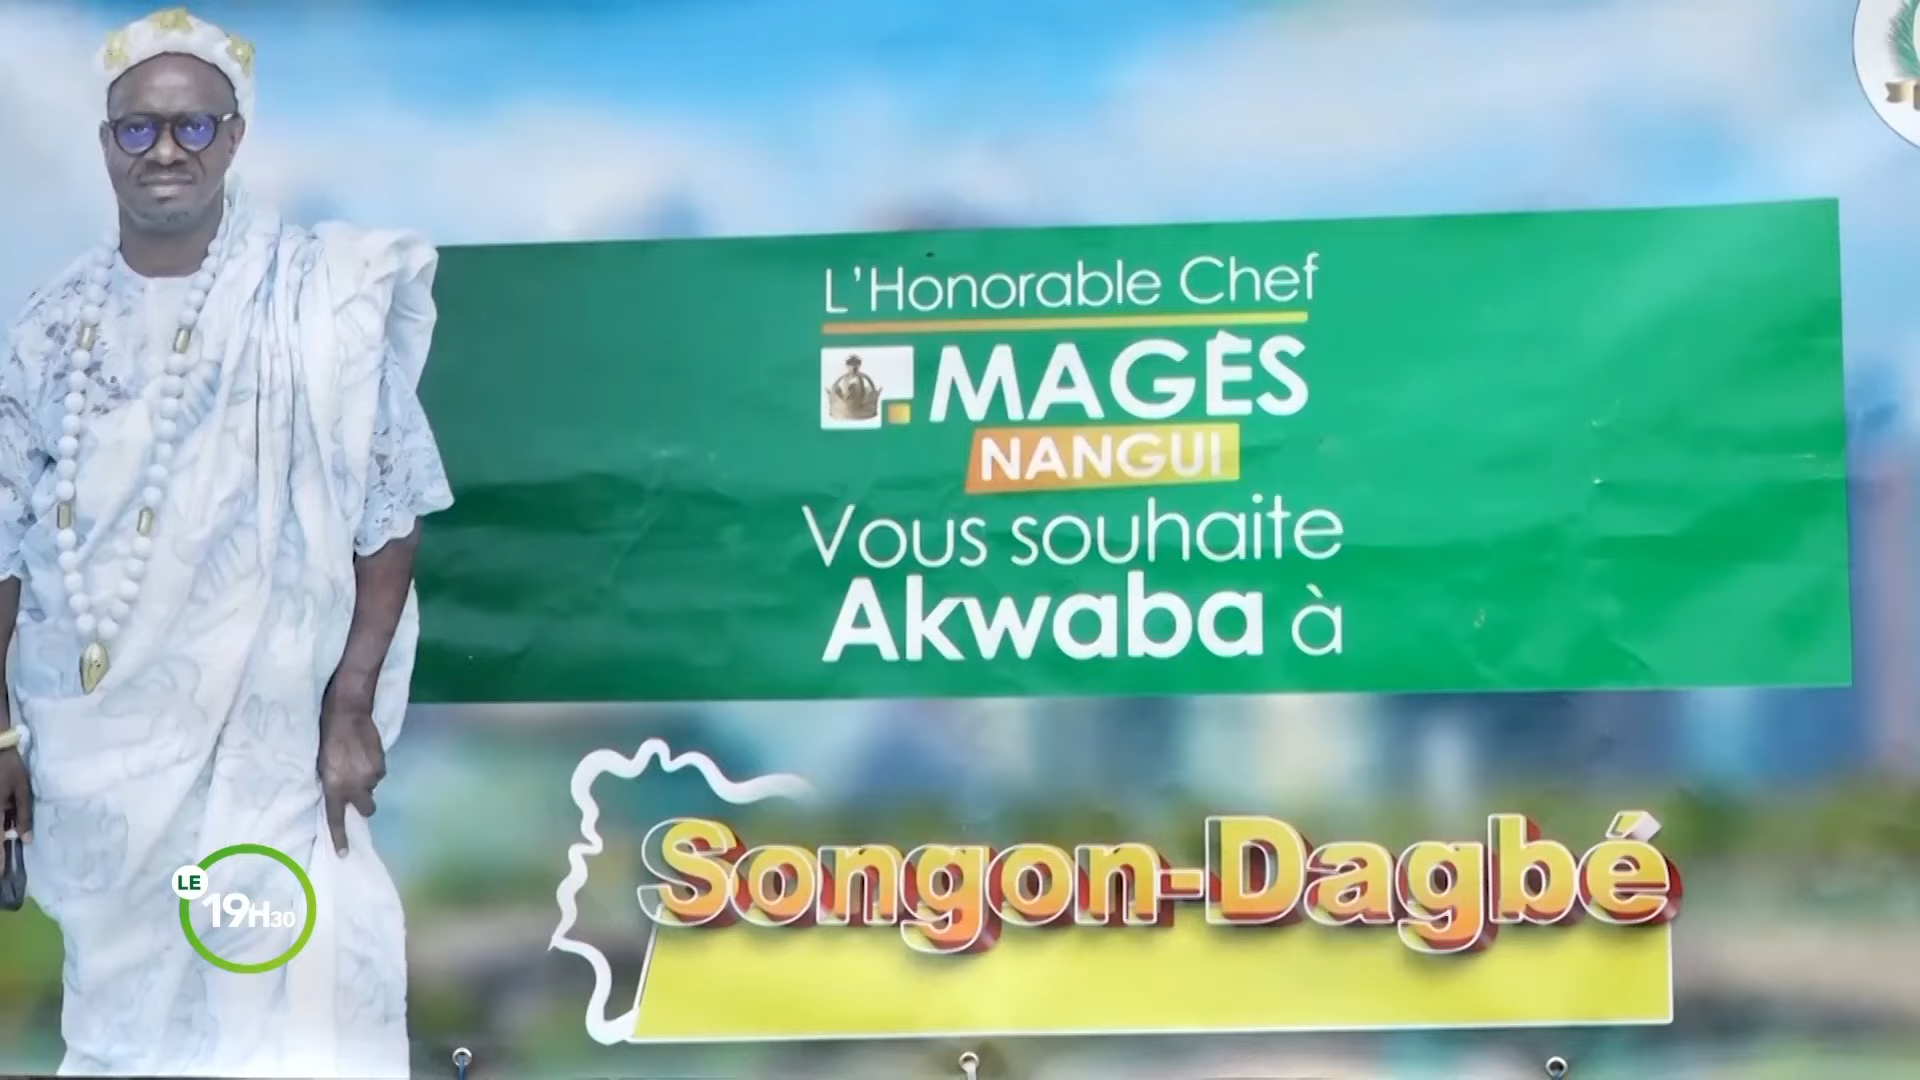 L'Honorable Chef
MAGÈS
NANGUI
Vous souhaite
Akwaba à
Songon-Dagbé
LE
19H30